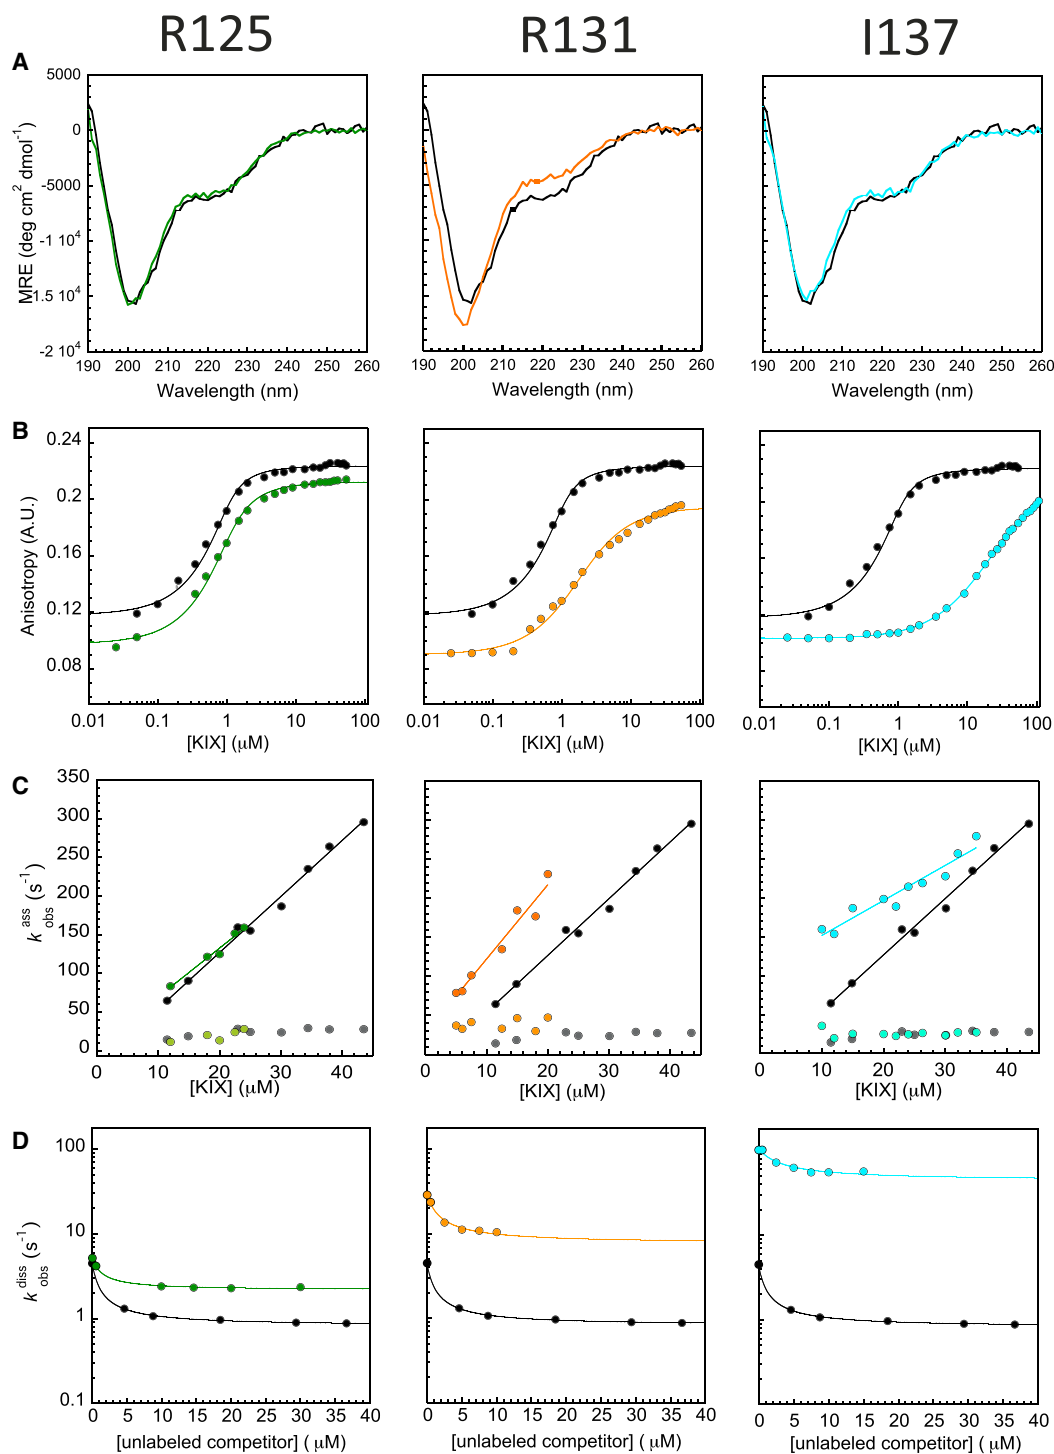 R125 R131 I137
A
5000
0
-5000
-1 10⁴
-1.5 10⁴
-2 10⁴
MRE (deg cm² dmol⁻¹)
190 200 210 220 230 240 250 260
190 200 210 220 230 240 250 260
190 200 210 220 230 240 250 260
Wavelength (nm) Wavelength (nm) Wavelength (nm)
B
0.24
0.2
0.16
0.12
0.08
Anisotropy (A.U.)
0.01 0.1 1 10 100
0.01 0.1 1 10 100
0.01 0.1 1 10 100
[KIX] (μM) [KIX] (μM) [KIX] (μM)
C
350
300
250
200
150
100
50
0
k obs ass (s⁻¹)
0 10 20 30 40
0 10 20 30 40
0 10 20 30 40
[KIX] (μM) [KIX] (μM) [KIX] (μM)
D
100
10
1
0.1
k obs diss (s⁻¹)
0 5 10 15 20 25 30 35 40
0 5 10 15 20 25 30 35 40
0 5 10 15 20 25 30 35 40
[unlabeled competitor] ( μM) [unlabeled competitor] ( μM) [unlabeled competitor] ( μM)